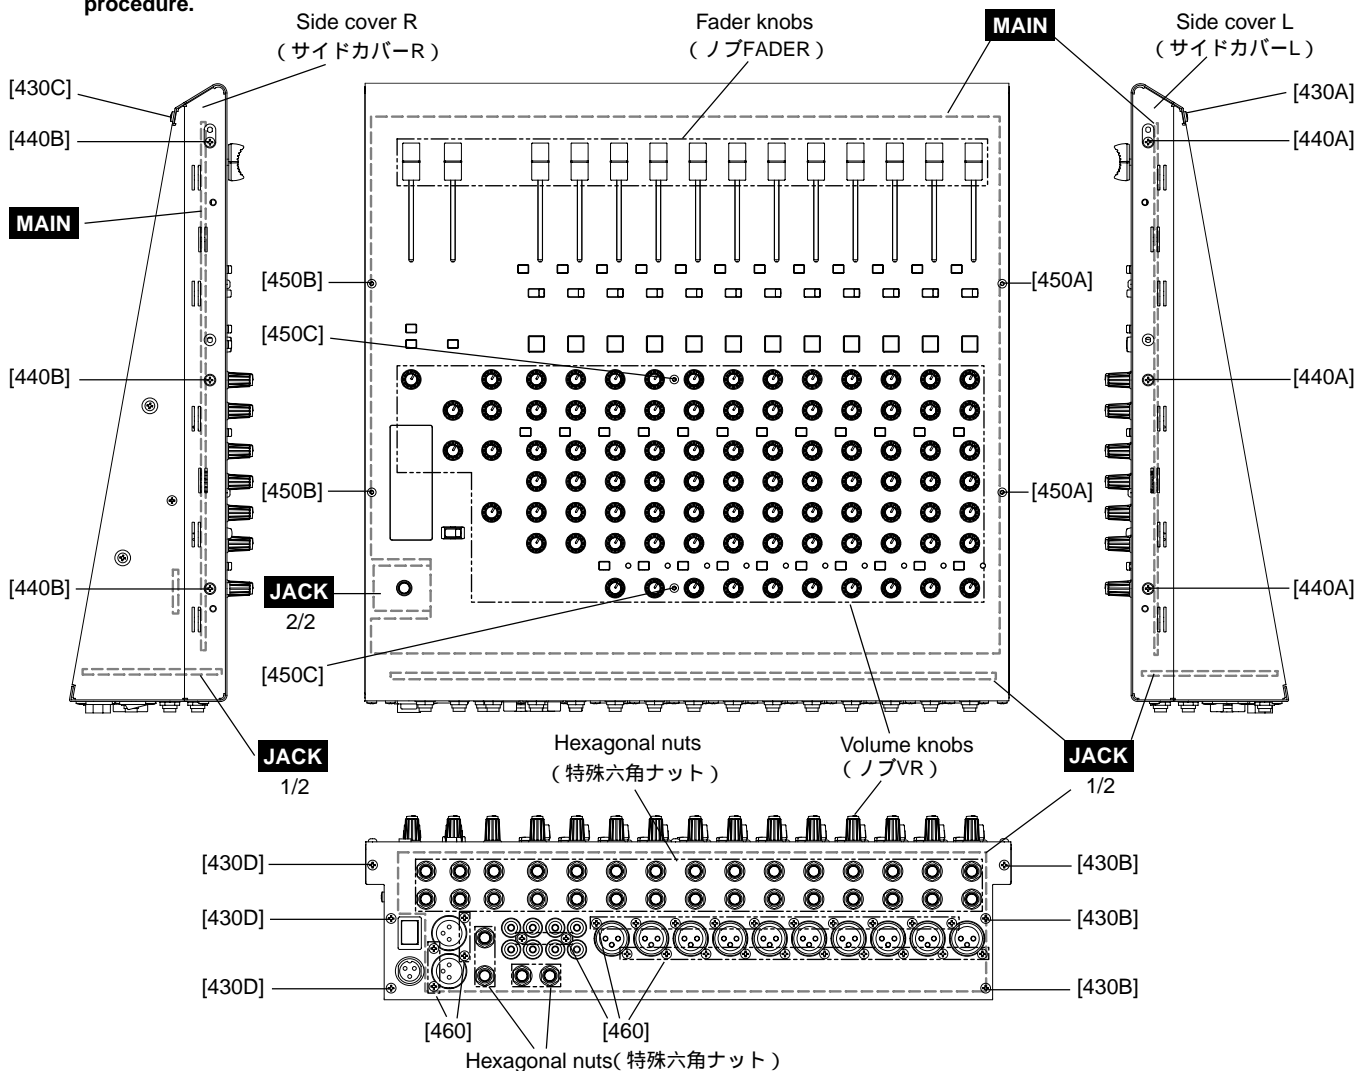 procedure.
Side cover R
(サイドカバーR)
Fader knobs
(ノブFADER)
MAIN
Side cover L
(サイドカバーL)
[430C]
[430A]
[440B]
[440A]
MAIN
[450B]
[450A]
[450C]
[440B]
[440A]
[450B]
[450A]
[440B]
JACK
2/2
[440A]
[450C]
JACK
1/2
Hexagonal nuts
(特殊六角ナット)
Volume knobs
(ノブVR)
JACK
1/2
[430D]
[430B]
[430D]
[430B]
[430D]
[430B]
[460]
[460]
Hexagonal nuts(特殊六角ナット)